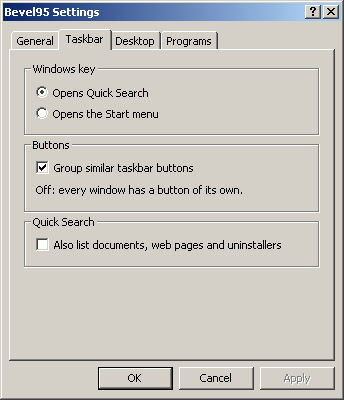 Bevel95 Settings
General Taskbar Desktop Programs
Windows key
Opens Quick Search
Opens the Start menu
Buttons
Group similar taskbar buttons
Off: every window has a button of its own.
Quick Search
Also list documents, web pages and uninstallers
OK Cancel Apply